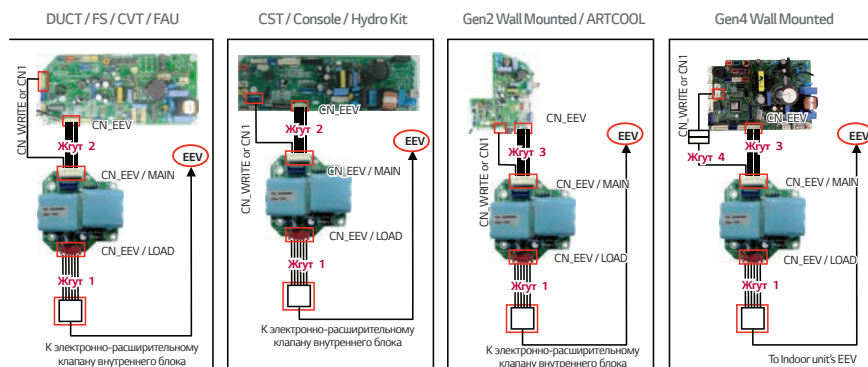 DUCT / FS / CVT / FAU
CN_WRITE or CN1
CN_EEV
Жгут 2
EEV
CN_EEV / MAIN
CN_EEV / LOAD
Жгут 1
К электронно-расширительному
клапану внутреннего блока
CST / Console / Hydro Kit
CN_WRITE or CN1
CN_EEV
Жгут 2
EEV
CN_EEV / MAIN
CN_EEV / LOAD
Жгут 1
К электронно-расширительному
клапану внутреннего блока
Gen2 Wall Mounted / ARTCOOL
CN_WRITE or CN1
CN_EEV
Жгут 3
EEV
CN_EEV / MAIN
CN_EEV / LOAD
Жгут 1
К электронно-расширительному
клапану внутреннего блока
Gen4 Wall Mounted
CN_WRITE or CN1
CN_EEV
EEV
Жгут 3
Жгут 4
CN_EEV / MAIN
CN_EEV / LOAD
Жгут 1
To Indoor unit's EEV